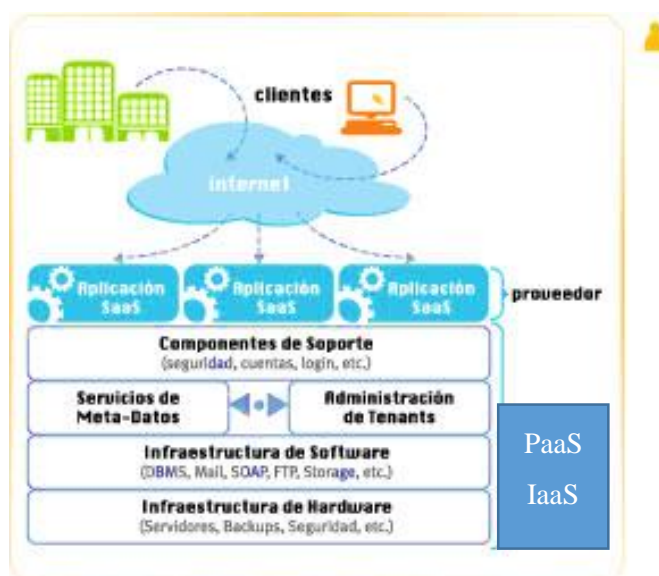 clientes
internet
Aplicación
SaaS
Aplicación
SaaS
Aplicación
SaaS
proveedor
Componentes de Soporte
(seguridad, cuentas, login, etc.)
Servicios de
Meta-Datos
Administración
de Tenants
Infraestructura de Software
(DBMS, Mail, SOAP, FTP, Storage, etc.)
Infraestructura de Hardware
(Servidores, Backups, Seguridad, etc.)
PaaS
IaaS